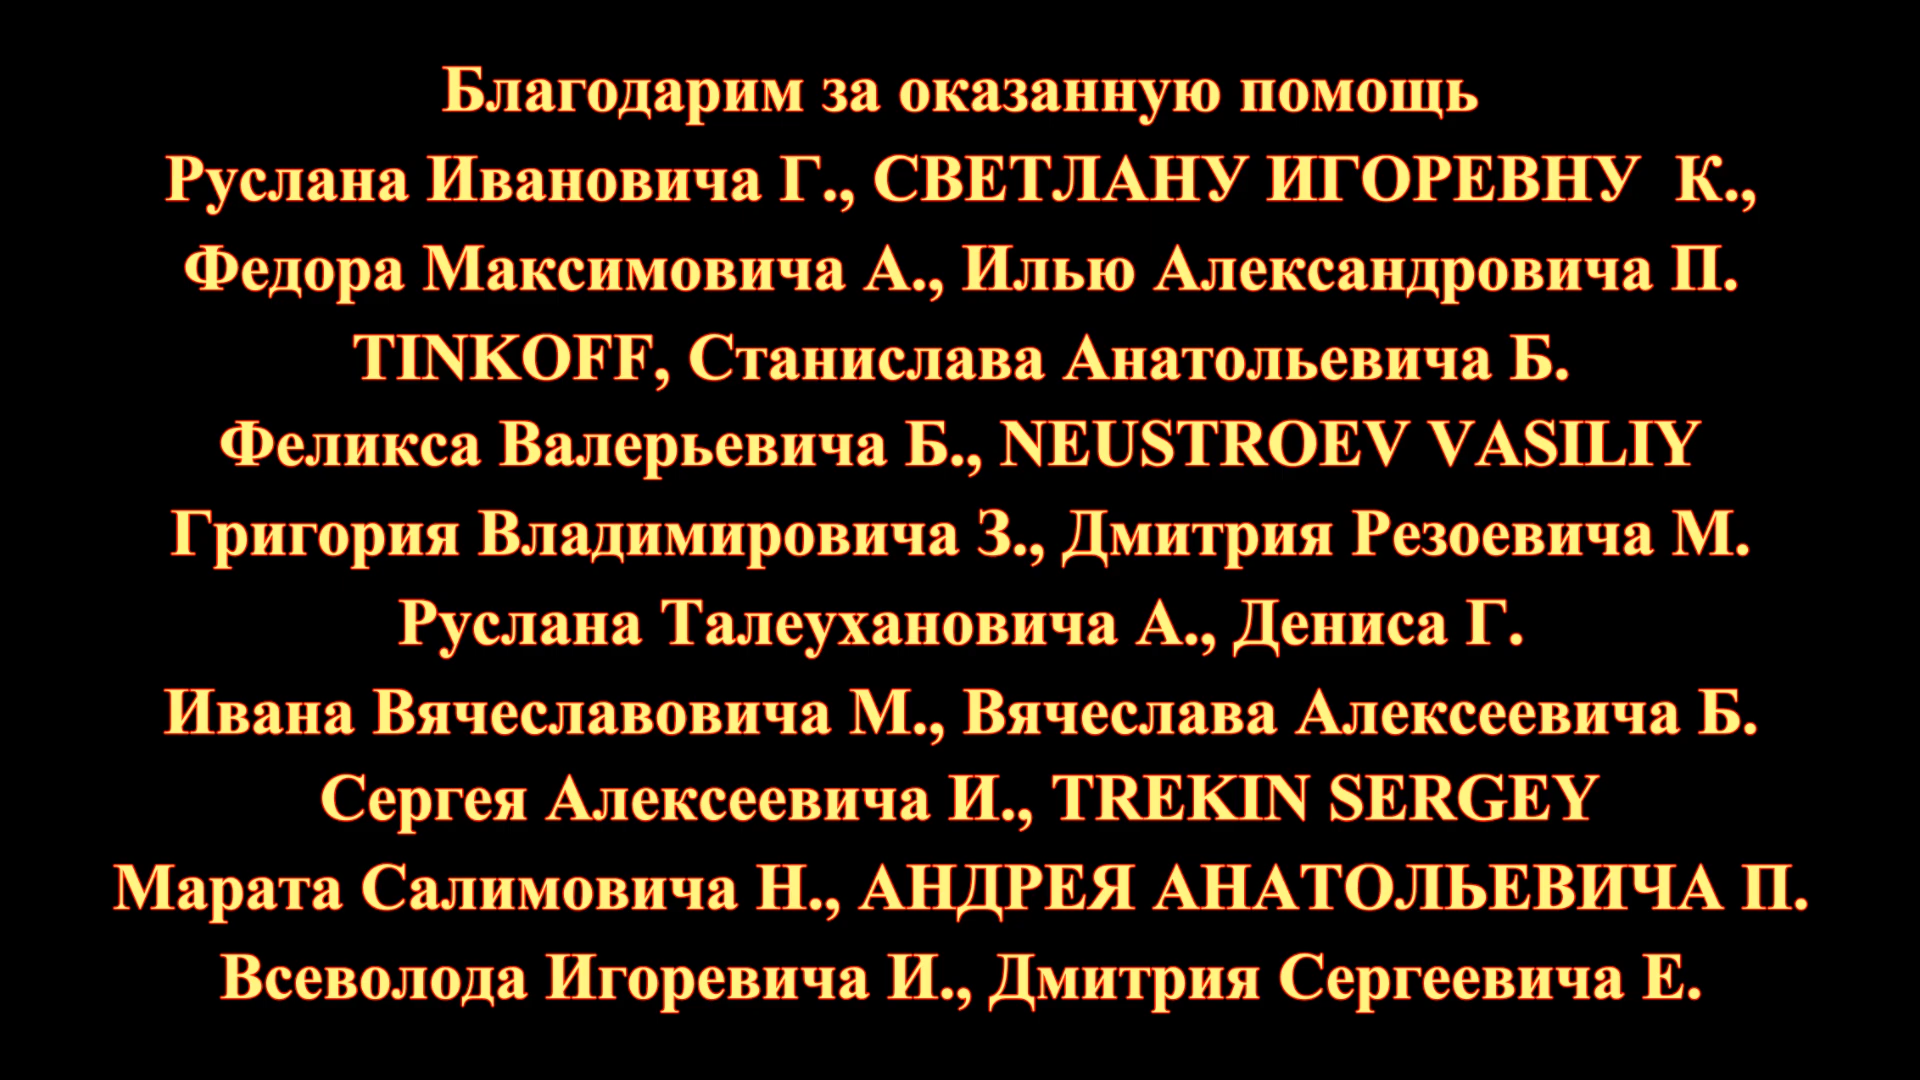 Благодарим за оказанную помощь
Руслана Ивановича Г., СВЕТЛАНУ ИГОРЕВНУ К.,
Федора Максимовича А., Илью Александровича П.
TINKOFF, Станислава Анатольевича Б.
Феликса Валерьевича Б., NEUSTROEV VASILIY
Григория Владимировича З., Дмитрия Резоевича М.
Руслана Талеухановича А., Дениса Г.
Ивана Вячеславовича М., Вячеслава Алексеевича Б.
Сергея Алексеевича И., TREKIN SERGEY
Марата Салимовича Н., АНДРЕЯ АНАТОЛЬЕВИЧА П.
Всеволода Игоревича И., Дмитрия Сергеевича Е.